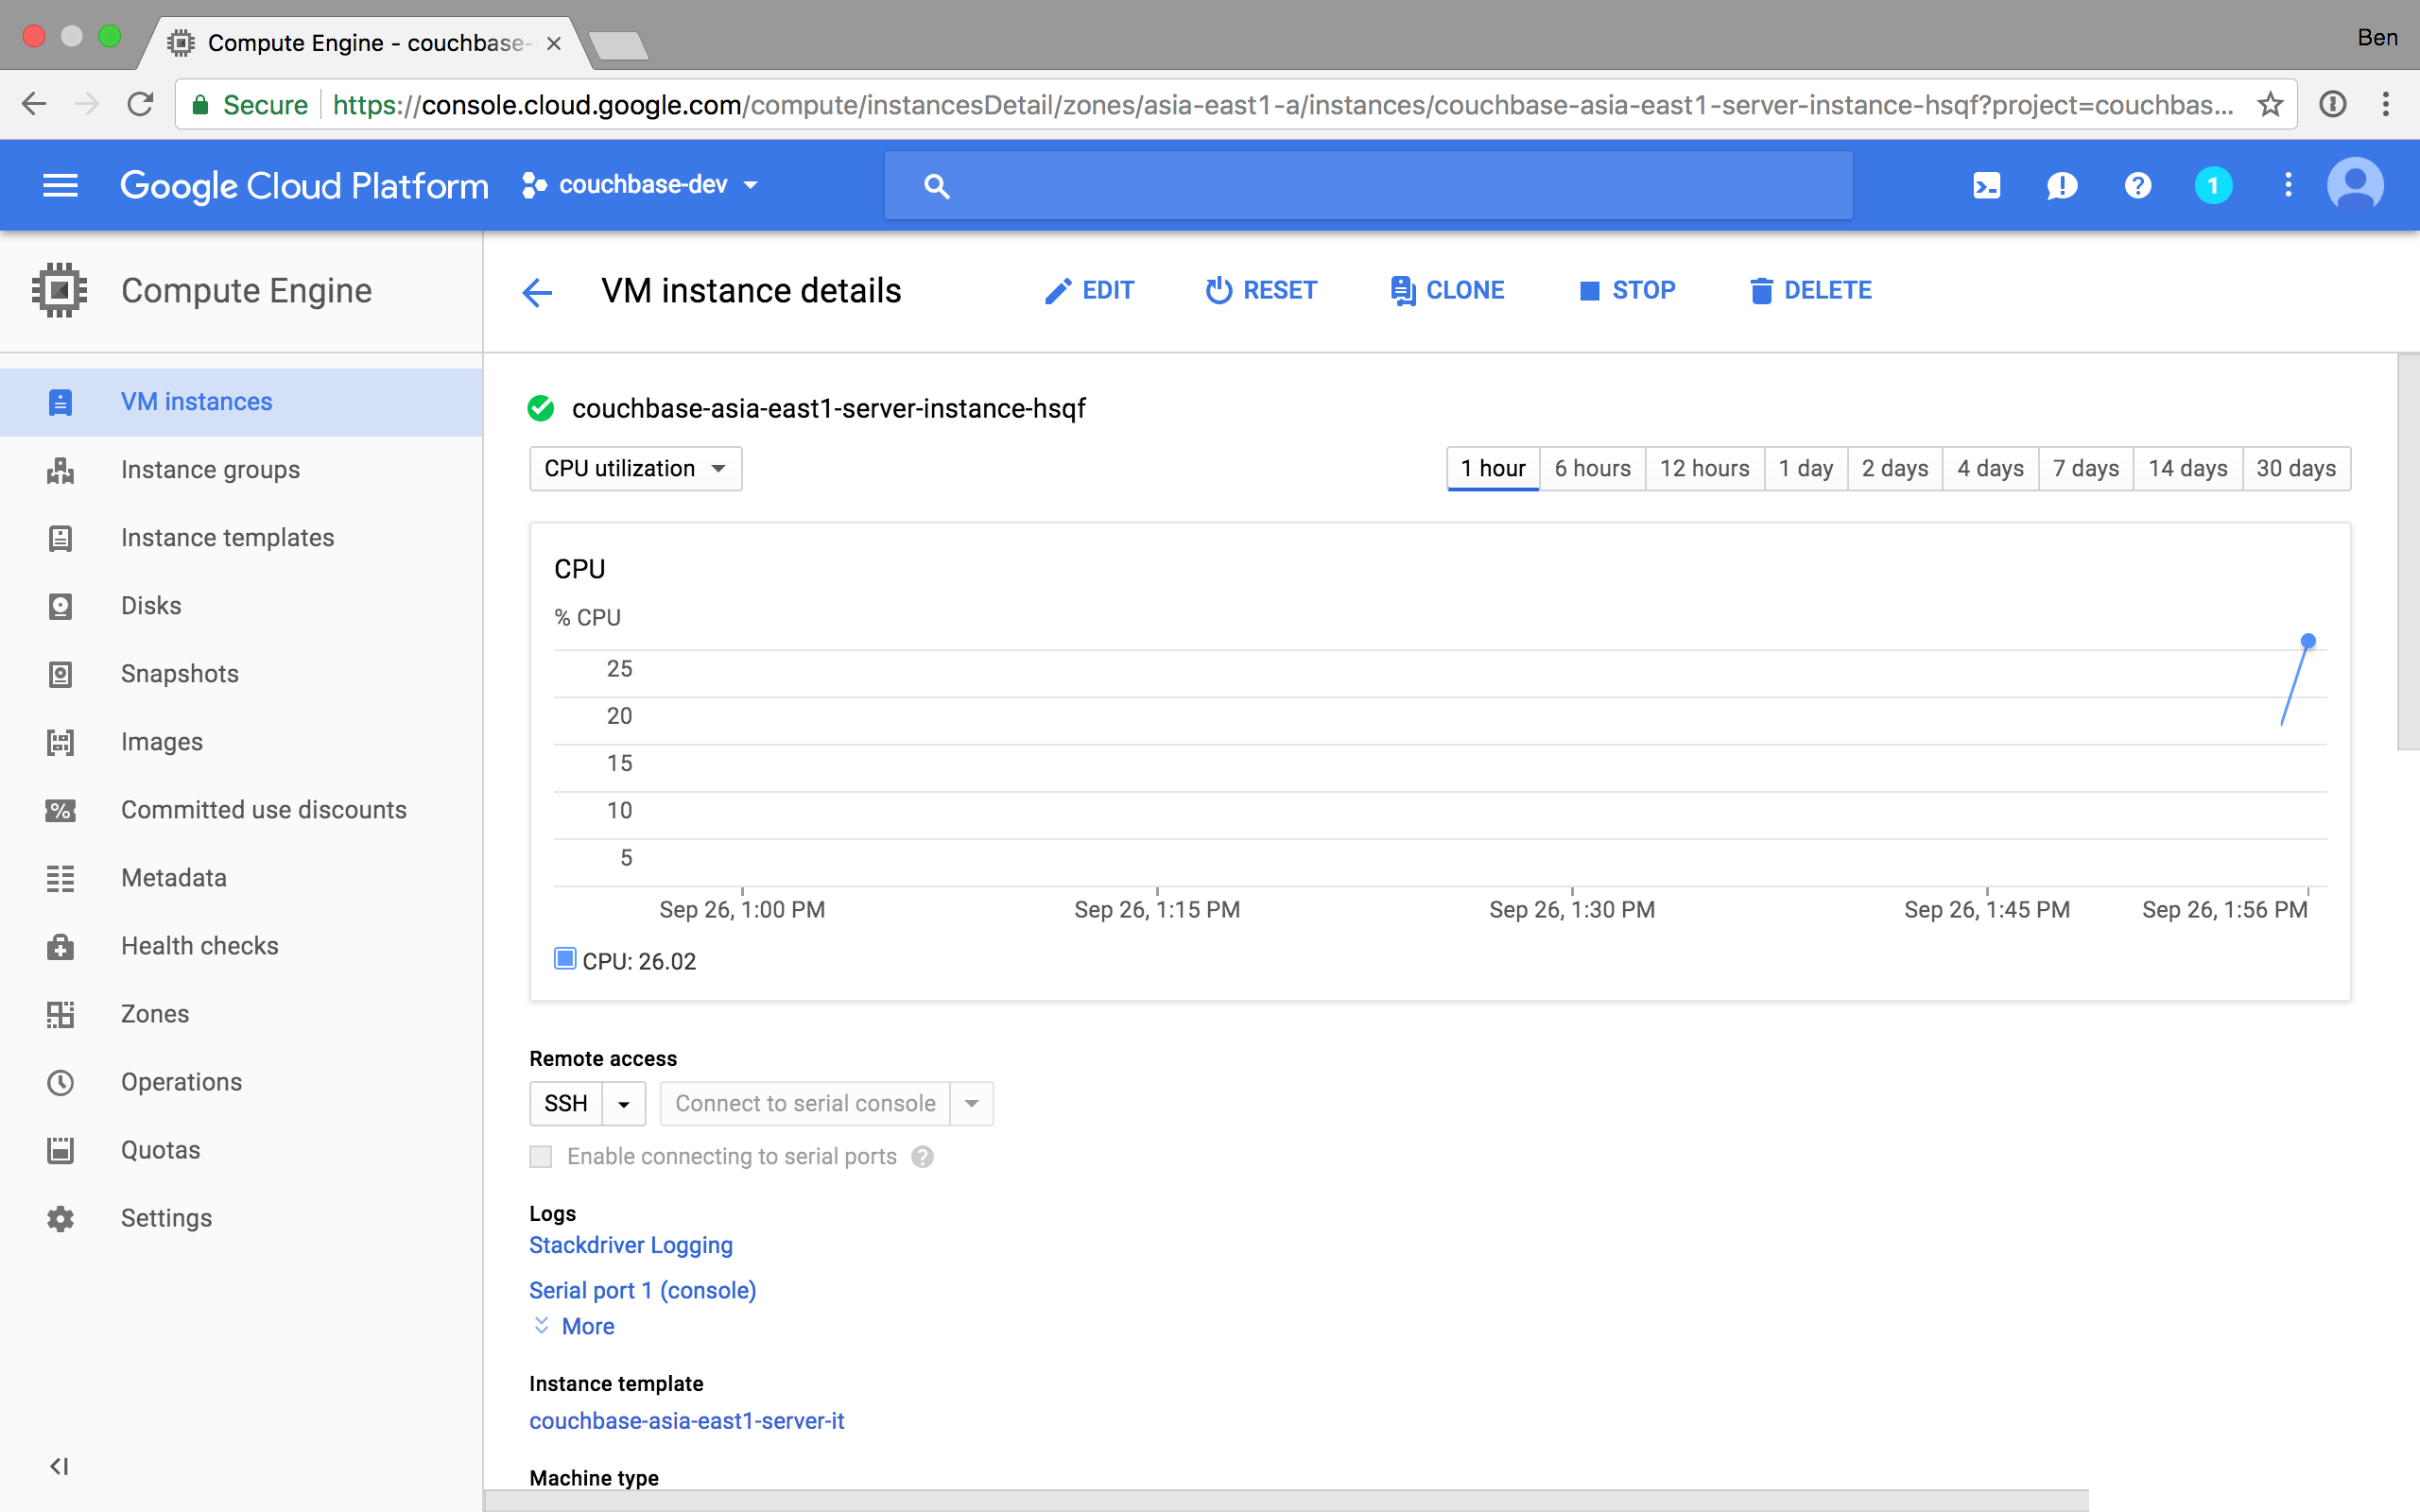 Compute Engine - couchbase-
Ben
Secure https://console.cloud.google.com/compute/instancesDetail/zones/asia-east1-a/instances/couchbase-asia-east1-server-instance-hsqf?project=couchbas...
Google Cloud Platform couchbase-dev 1
Compute Engine
VM instance details EDIT RESET CLONE STOP DELETE
VM instances
Instance groups
Instance templates
Disks
Snapshots
Images
Committed use discounts
Metadata
Health checks
Zones
Operations
Quotas
Settings
couchbase-asia-east1-server-instance-hsqf
CPU utilization 1 hour 6 hours 12 hours 1 day 2 days 4 days 7 days 14 days 30 days
CPU
% CPU
25
20
15
10
5
Sep 26, 1:00 PM Sep 26, 1:15 PM Sep 26, 1:30 PM Sep 26, 1:45 PM Sep 26, 1:56 PM
CPU: 26.02
Remote access
SSH Connect to serial console
Enable connecting to serial ports ?
Logs
Stackdriver Logging
Serial port 1 (console)
More
Instance template
couchbase-asia-east1-server-it
Machine type